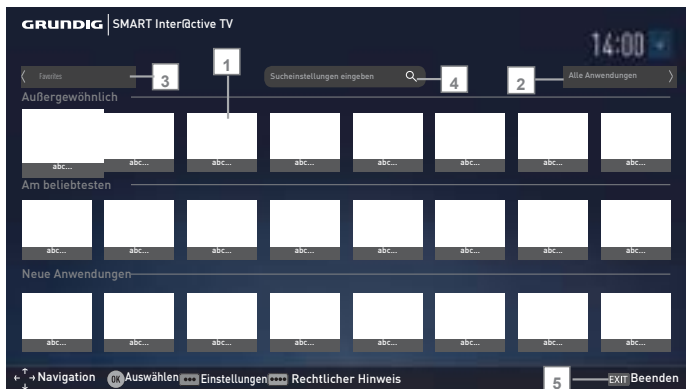 GRUNDIG SMART Inter@ctive TV
14:00
Favorites 3 1 Sucheinstellungen eingeben 4 2 Alle Anwendungen
Außergewöhnlich
abc... abc... abc... abc... abc... abc... abc... abc...
Am beliebtesten
abc... abc... abc... abc... abc... abc... abc... abc...
Neue Anwendungen
abc... abc... abc... abc... abc... abc... abc... abc...
Navigation OK Auswählen Einstellungen Rechtlicher Hinweis 5 EXIT Beenden